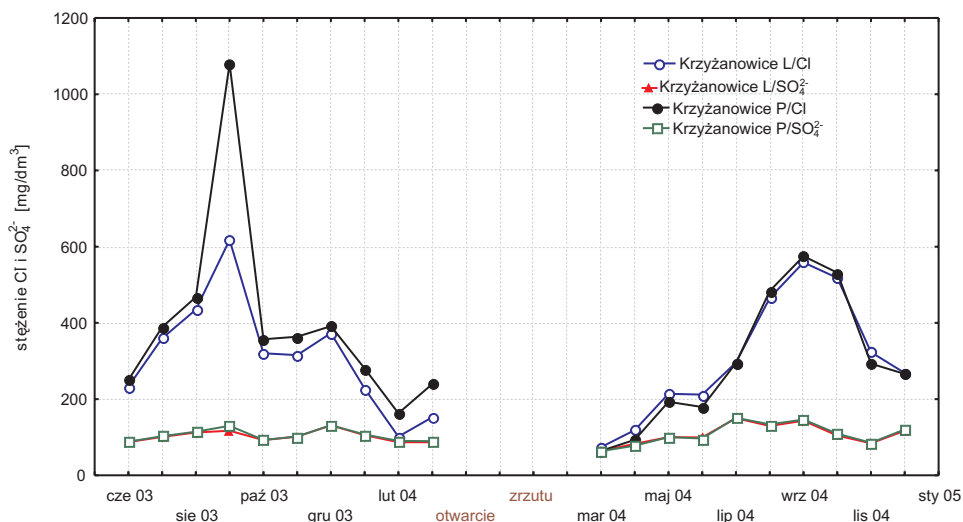 1200
1000
800
600
400
200
0
stężenie Cl i SO₄²⁻ [mg/dm³]
Krzyżanowice L/Cl
Krzyżanowice L/SO₄²⁻
Krzyżanowice P/Cl
Krzyżanowice P/SO₄²⁻
cze 03
sie 03
paź 03
gru 03
lut 04
otwarcie
zrzutu
mar 04
maj 04
lip 04
wrz 04
lis 04
sty 05